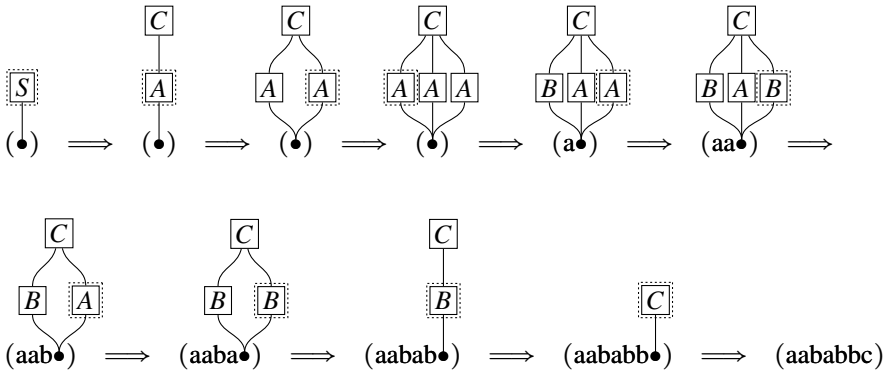 C C C C C
S A A A A A A B A A B A B
(•) ⟹ (•) ⟹ (•) ⟹ (•) ⟹ (a•) ⟹ (aa•) ⟹
C C C
B A B B B C
(aab•) ⟹ (aaba•) ⟹ (aabab•) ⟹ (aababb•) ⟹ (aababbc)